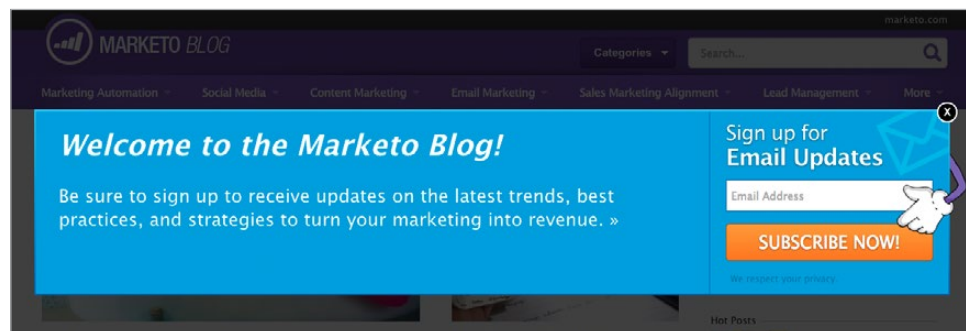 marketo.com
MARKETO BLOG
Categories
Search...
Marketing Automation Social Media Content Marketing Email Marketing Sales Marketing Alignment Lead Management More
X
Welcome to the Marketo Blog!
Be sure to sign up to receive updates on the latest trends, best
practices, and strategies to turn your marketing into revenue. »
Sign up for
Email Updates
Email Address
SUBSCRIBE NOW!
We respect your privacy.
Hot Posts